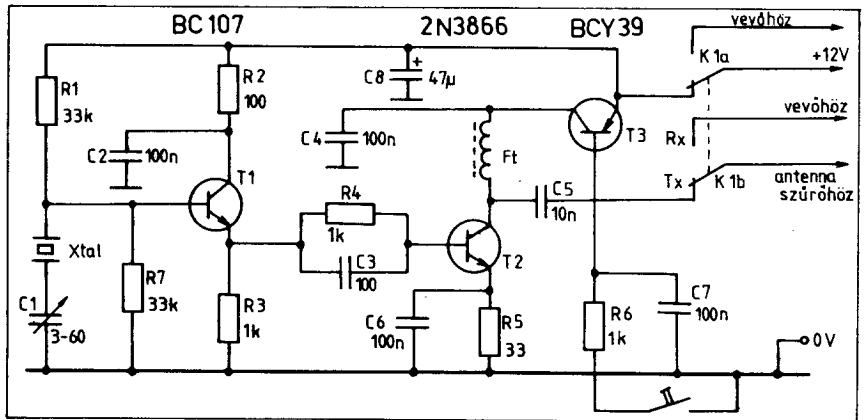 BC 107
2N3866
BCY39
vevőhöz
K1a
+12V
R1
33k
R2
100
C8
+
47µ
C2
100n
C4
100n
Ft
T3
Rx
vevőhöz
T1
R4
1k
C5
10n
Tx
K1b
antenna
szűrőhöz
Xtal
C3
100
T2
C1
3-60
R7
33k
R3
1k
C6
100n
R5
33
R6
1k
C7
100n
0V